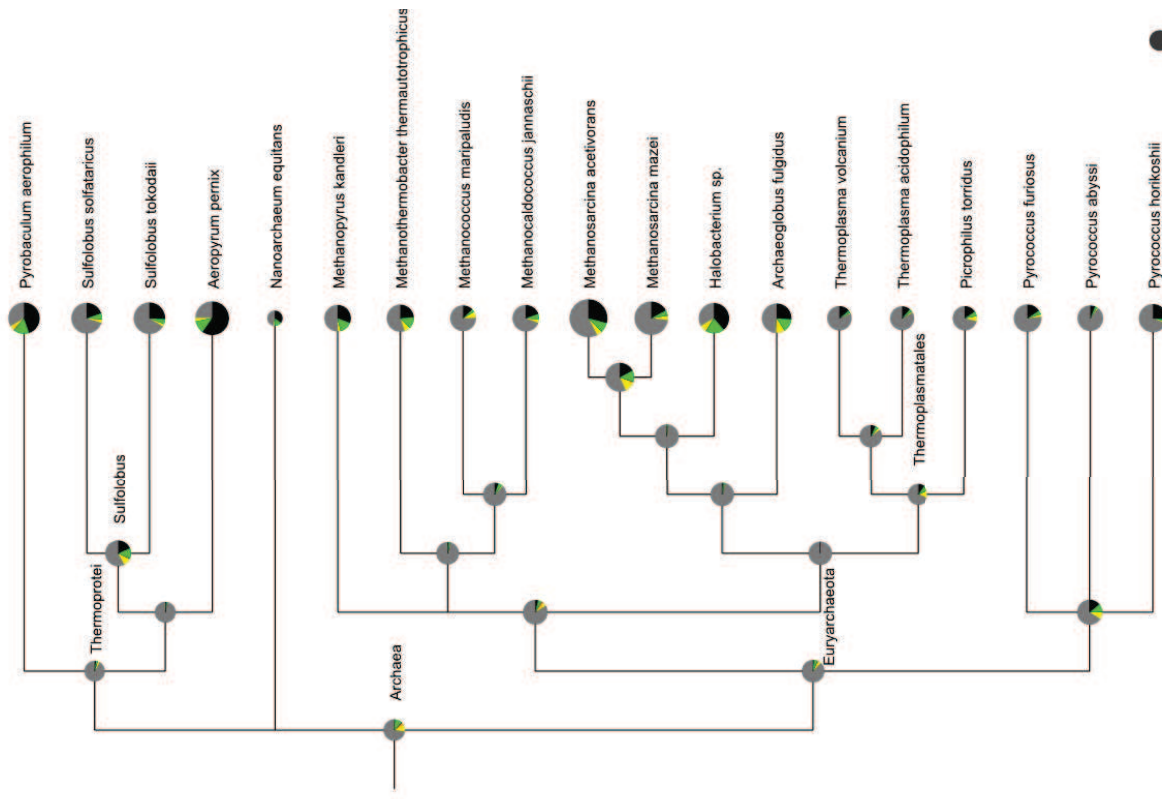 Pyrobaculum aerophilum
Sulfolobus solfataricus
Sulfolobus tokodaii
Aeropyrum pernix
Nanoarchaeum equitans
Methanopyrus kandleri
Methanothermobacter thermautotrophicus
Methanococcus maripaludis
Methanocaldococcus jannaschii
Methanosarcina acetivorans
Methanosarcina mazei
Halobacterium sp.
Archaeoglobus fulgidus
Thermoplasma volcanium
Thermoplasma acidophilum
Picrophilus torridus
Pyrococcus furiosus
Pyrococcus abyssi
Pyrococcus horikoshii
Thermoplasmatales
Sulfolobus
Thermoprotei
Euryarchaeota
Archaea